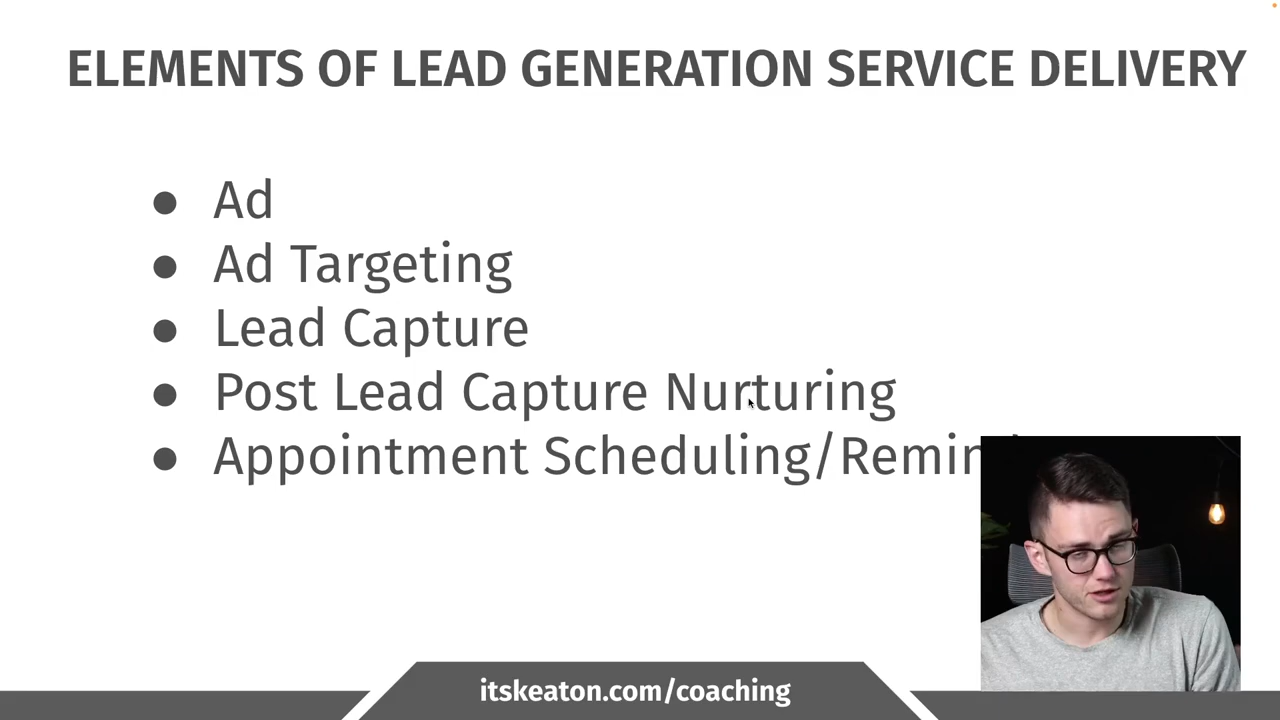 ELEMENTS OF LEAD GENERATION SERVICE DELIVERY
● Ad
● Ad Targeting
● Lead Capture
● Post Lead Capture Nurturing
● Appointment Scheduling/Remin
itskeaton.com/coaching